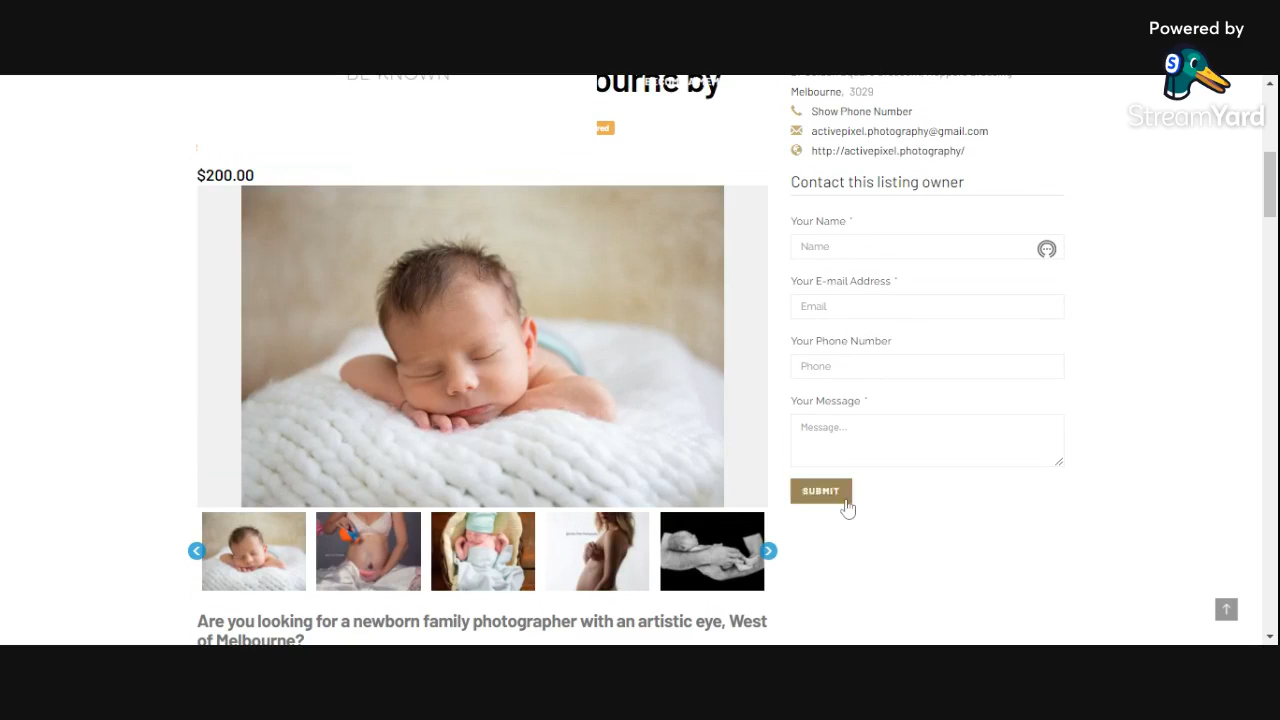 Powered by
StreamYard
BE KNOWN
ourne by
$200.00
Melbourne, 3029
Show Phone Number
activepixel.photography@gmail.com
http://activepixel.photography/
Contact this listing owner
Your Name *
Name
Your E-mail Address *
Email
Your Phone Number
Phone
Your Message *
Message...
SUBMIT
Are you looking for a newborn family photographer with an artistic eye, West
of Melbourne?